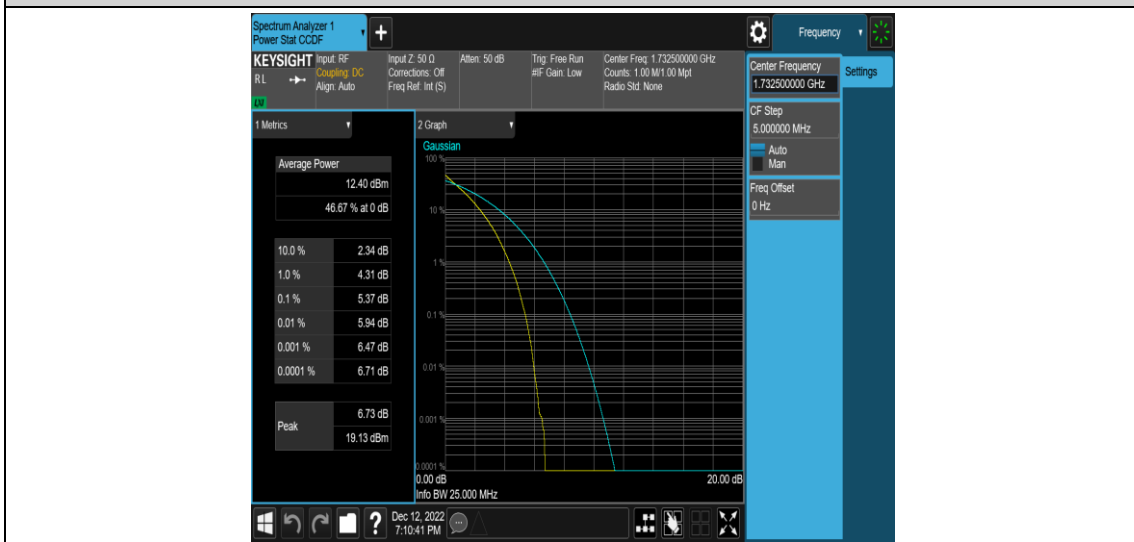 Spectrum Analyzer 1
Power Stat CCDF
+
Frequency
KEYSIGHT
RL
LXI
Input: RF
Coupling: DC
Align: Auto
Input Z: 50 Ω
Corrections: Off
Freq Ref: Int (S)
Atten: 50 dB
Trig: Free Run
#IF Gain: Low
Center Freq: 1.732500000 GHz
Counts: 1.00 M/1.00 Mpt
Radio Std: None
Center Frequency
1.732500000 GHz
Settings
CF Step
5.000000 MHz
Auto
Man
Freq Offset
0 Hz
1 Metrics
Average Power
12.40 dBm
46.67 % at 0 dB
10.0 % 2.34 dB
1.0 % 4.31 dB
0.1 % 5.37 dB
0.01 % 5.94 dB
0.001 % 6.47 dB
0.0001 % 6.71 dB
Peak
6.73 dB
19.13 dBm
2 Graph
Gaussian
100 %
10 %
1 %
0.1 %
0.01 %
0.001 %
0.0001 %
0.00 dB 20.00 dB
Info BW 25.000 MHz
?
Dec 12, 2022
7:10:41 PM